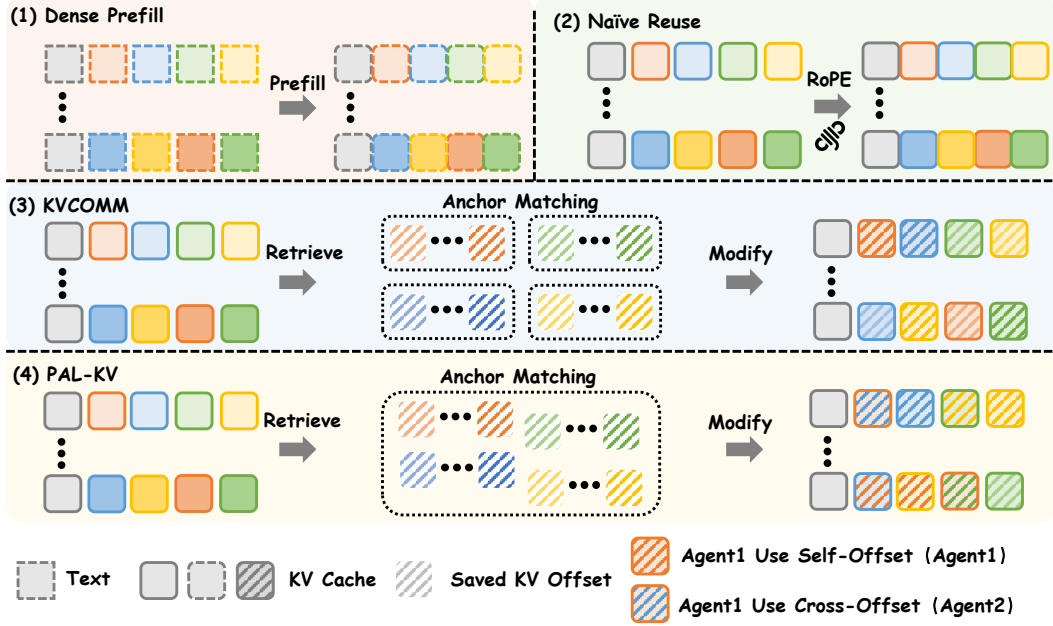 (1) Dense Prefill
Prefill
(2) Naïve Reuse
RoPE
(3) KVCOMM
Retrieve
Anchor Matching
Modify
(4) PAL-KV
Retrieve
Anchor Matching
Modify
Text
KV Cache
Saved KV Offset
Agent1 Use Self-Offset (Agent1)
Agent1 Use Cross-Offset (Agent2)